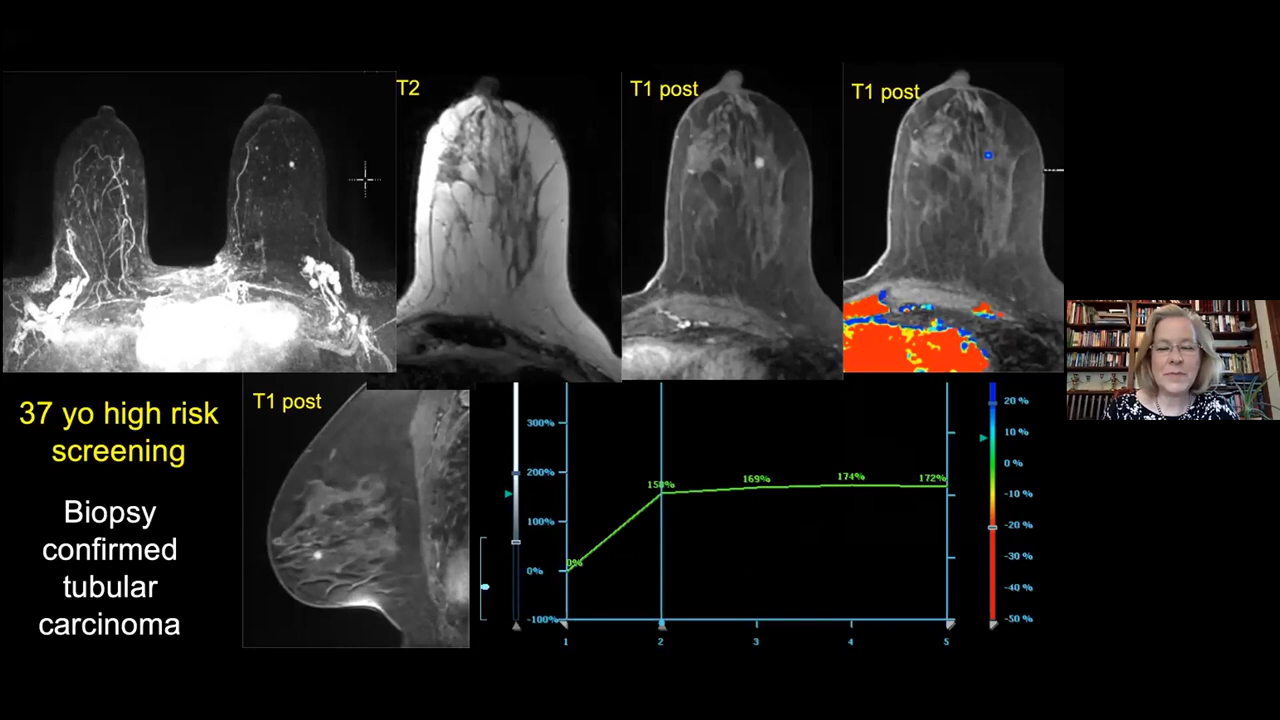 T2
T1 post
T1 post
37 yo high risk
screening
Biopsy
confirmed
tubular
carcinoma
T1 post
300%
200%
100%
0%
-100%
0%
158%
169%
174%
172%
1
2
3
4
5
20 %
10 %
0 %
-10 %
-20 %
-30 %
-40 %
-50 %